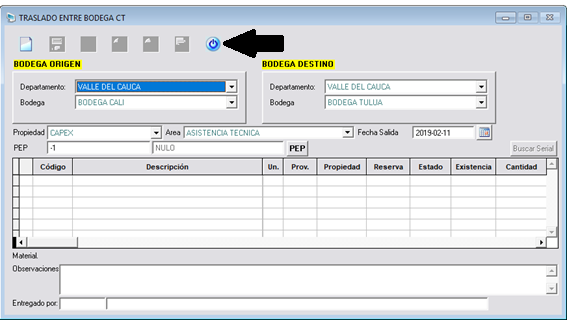 TRASLADO ENTRE BODEGA CT
BODEGA ORIGEN
BODEGA DESTINO
Departamento: VALLE DEL CAUCA
Departamento: VALLE DEL CAUCA
Bodega BODEGA CALI
Bodega BODEGA TULUA
Propiedad CAPEX Area ASISTENCIA TECNICA Fecha Salida 2019-02-11
PEP -1 NULO PEP Buscar Serial
Código Descripción Un. Prov. Propiedad Reserva Estado Existencia Cantidad
Material
Observaciones
Entregado por: